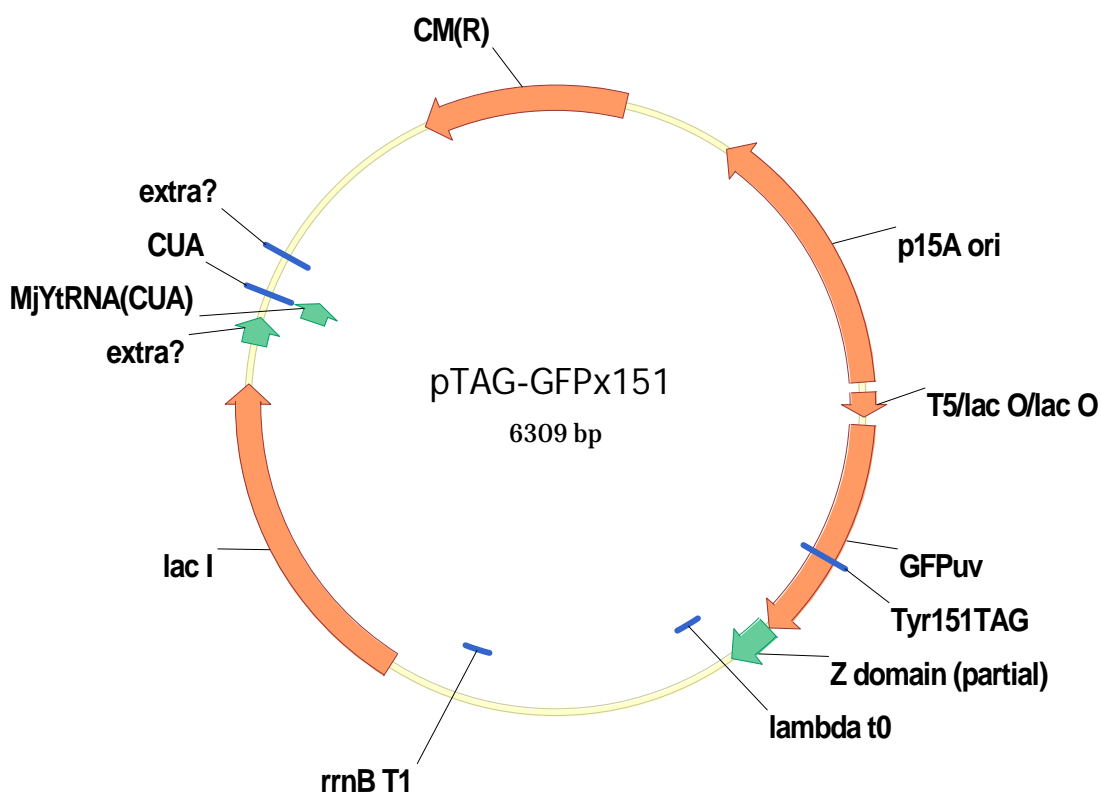 CM(R)
extra?
CUA
p15A ori
MjYtRNA(CUA)
extra?
pTAG-GFPx151
6309 bp
T5/lac O/lac O
lac I
GFPuv
Tyr151TAG
Z domain (partial)
lambda t0
rrnB T1